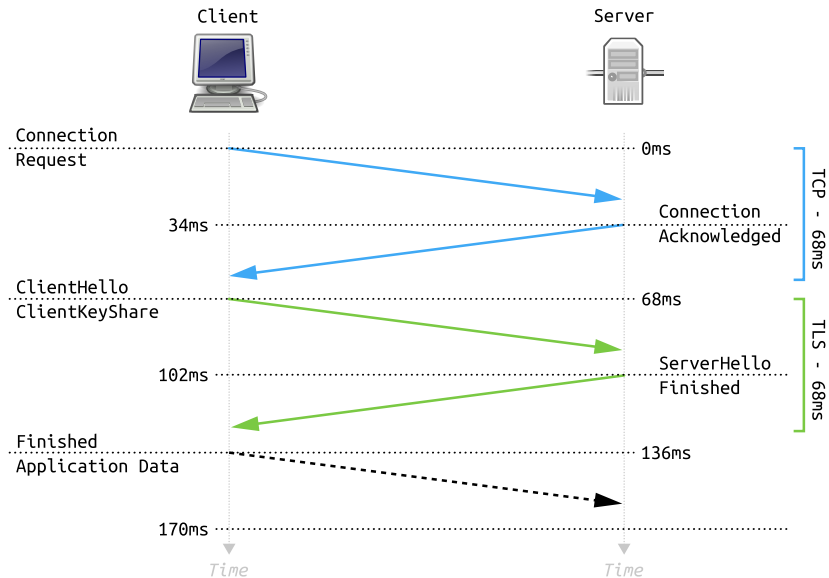 Client
Server
Connection
Request
0ms
TCP - 68ms
34ms
Connection
Acknowledged
ClientHello
ClientKeyShare
68ms
TLS - 68ms
102ms
ServerHello
Finished
Finished
Application Data
136ms
170ms
Time
Time